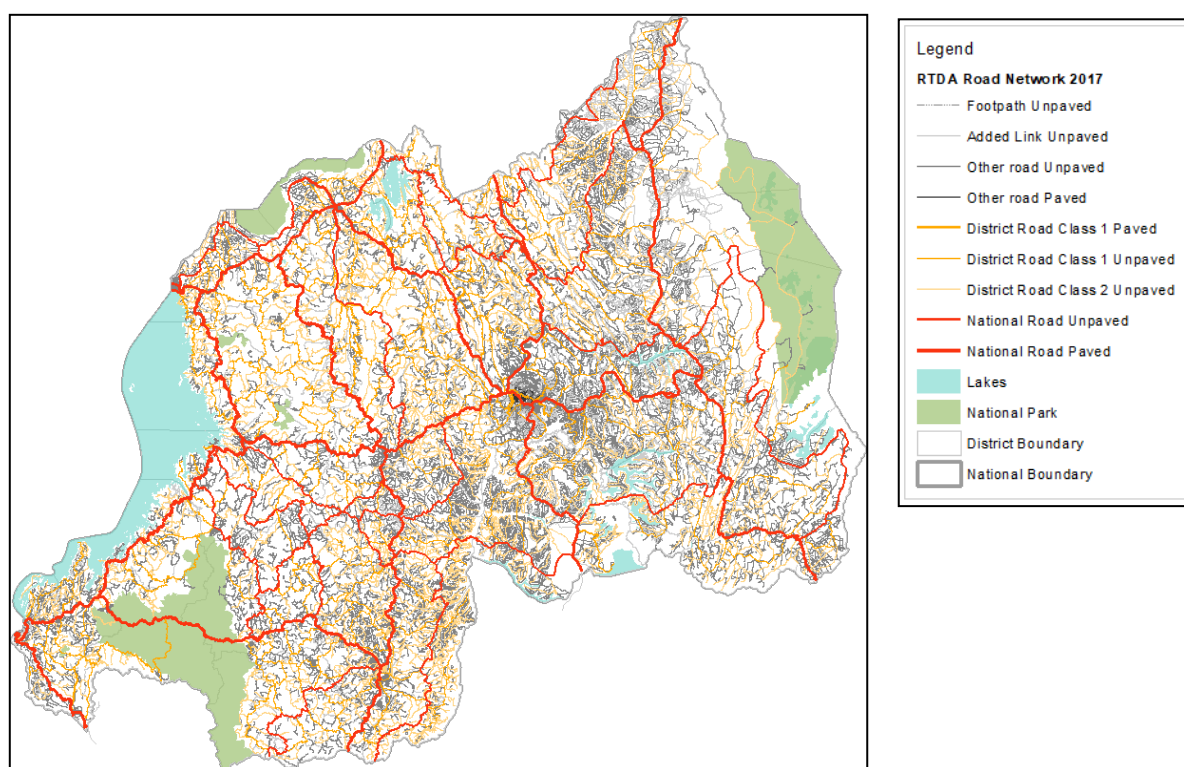 Legend
RTDA Road Network 2017
Footpath Unpaved
Added Link Unpaved
Other road Unpaved
Other road Paved
District Road Class 1 Paved
District Road Class 1 Unpaved
District Road Class 2 Unpaved
National Road Unpaved
National Road Paved
Lakes
National Park
District Boundary
National Boundary